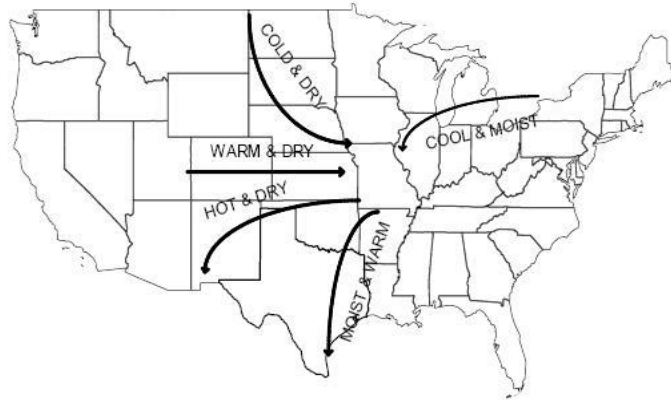 COLD & DRY
COOL & MOIST
WARM & DRY
HOT & DRY
MOIST & WARM